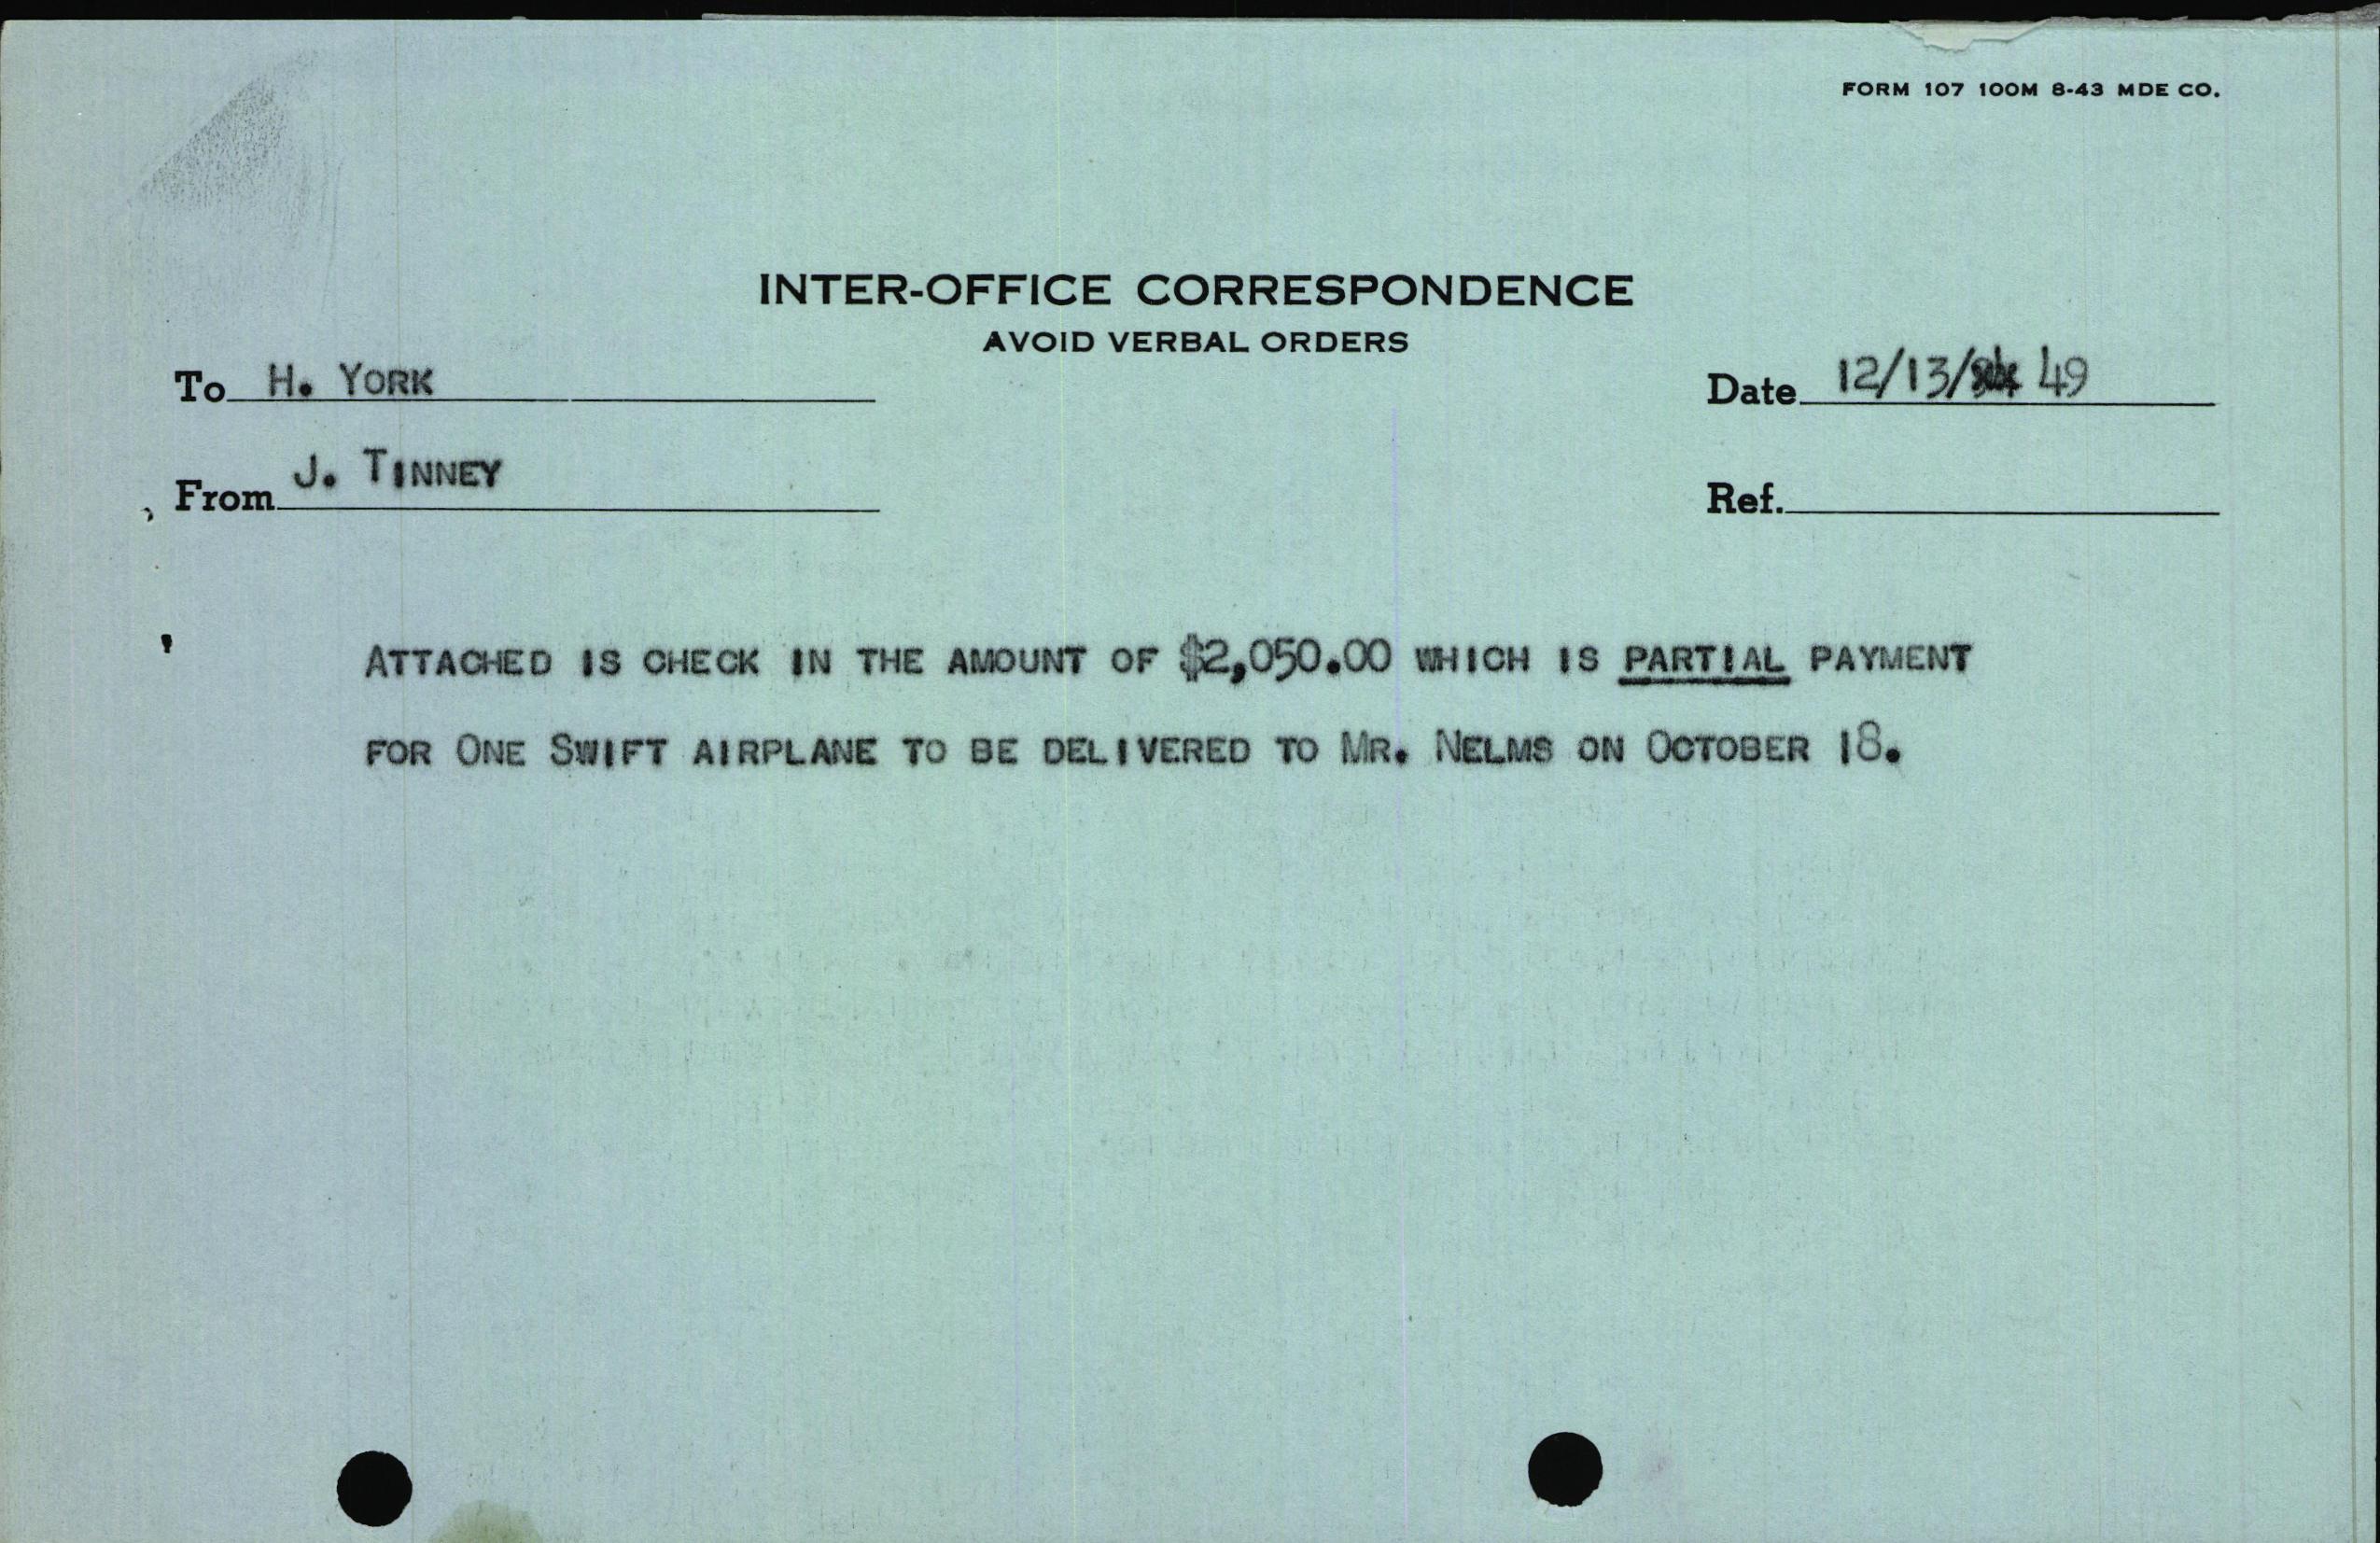 FORM 107 100M 8-43 MDE CO.
INTER-OFFICE CORRESPONDENCE
AVOID VERBAL ORDERS
To H. YORK
Date 12/13/ 49
From J. TINNEY
Ref.
ATTACHED IS CHECK IN THE AMOUNT OF $2,050.00 WHICH IS PARTIAL PAYMENT
FOR ONE SWIFT AIRPLANE TO BE DELIVERED TO MR. NELMS ON OCTOBER 18.